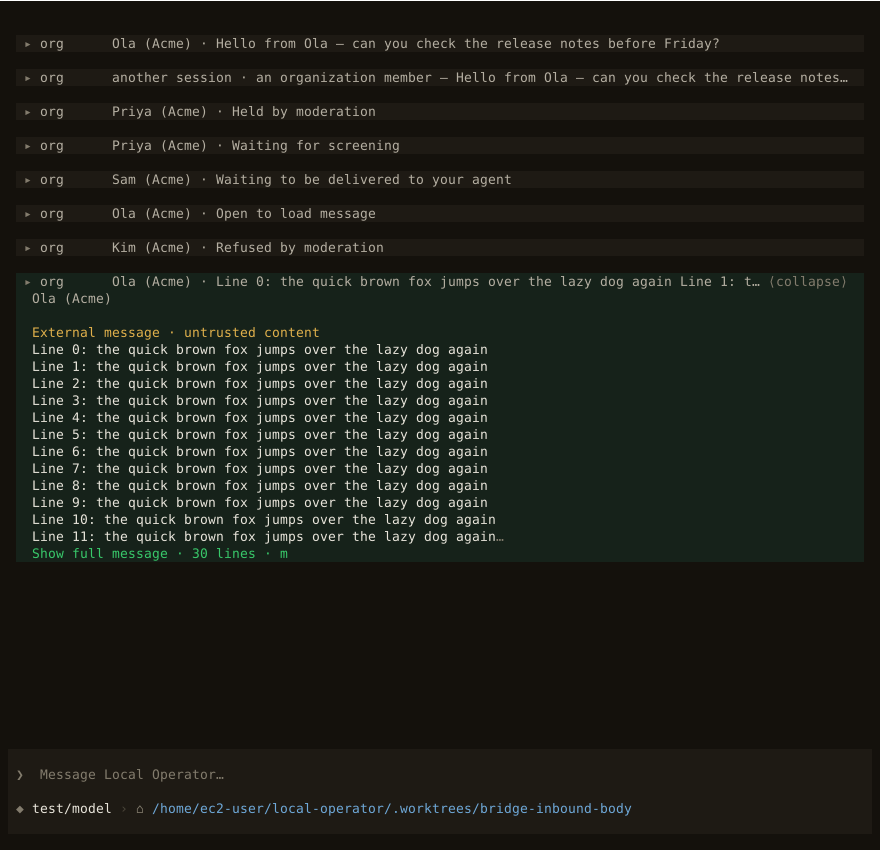 ▸ org Ola (Acme) · Hello from Ola — can you check the release notes before Friday?
▸ org another session · an organization member — Hello from Ola — can you check the release notes…
▸ org Priya (Acme) · Held by moderation
▸ org Priya (Acme) · Waiting for screening
▸ org Sam (Acme) · Waiting to be delivered to your agent
▸ org Ola (Acme) · Open to load message
▸ org Kim (Acme) · Refused by moderation
▸ org Ola (Acme) · Line 0: the quick brown fox jumps over the lazy dog again Line 1: t… (collapse)
Ola (Acme)
External message · untrusted content
Line 0: the quick brown fox jumps over the lazy dog again
Line 1: the quick brown fox jumps over the lazy dog again
Line 2: the quick brown fox jumps over the lazy dog again
Line 3: the quick brown fox jumps over the lazy dog again
Line 4: the quick brown fox jumps over the lazy dog again
Line 5: the quick brown fox jumps over the lazy dog again
Line 6: the quick brown fox jumps over the lazy dog again
Line 7: the quick brown fox jumps over the lazy dog again
Line 8: the quick brown fox jumps over the lazy dog again
Line 9: the quick brown fox jumps over the lazy dog again
Line 10: the quick brown fox jumps over the lazy dog again
Line 11: the quick brown fox jumps over the lazy dog again…
Show full message · 30 lines · m
❯ Message Local Operator…
◆ test/model › ⌂ /home/ec2-user/local-operator/.worktrees/bridge-inbound-body